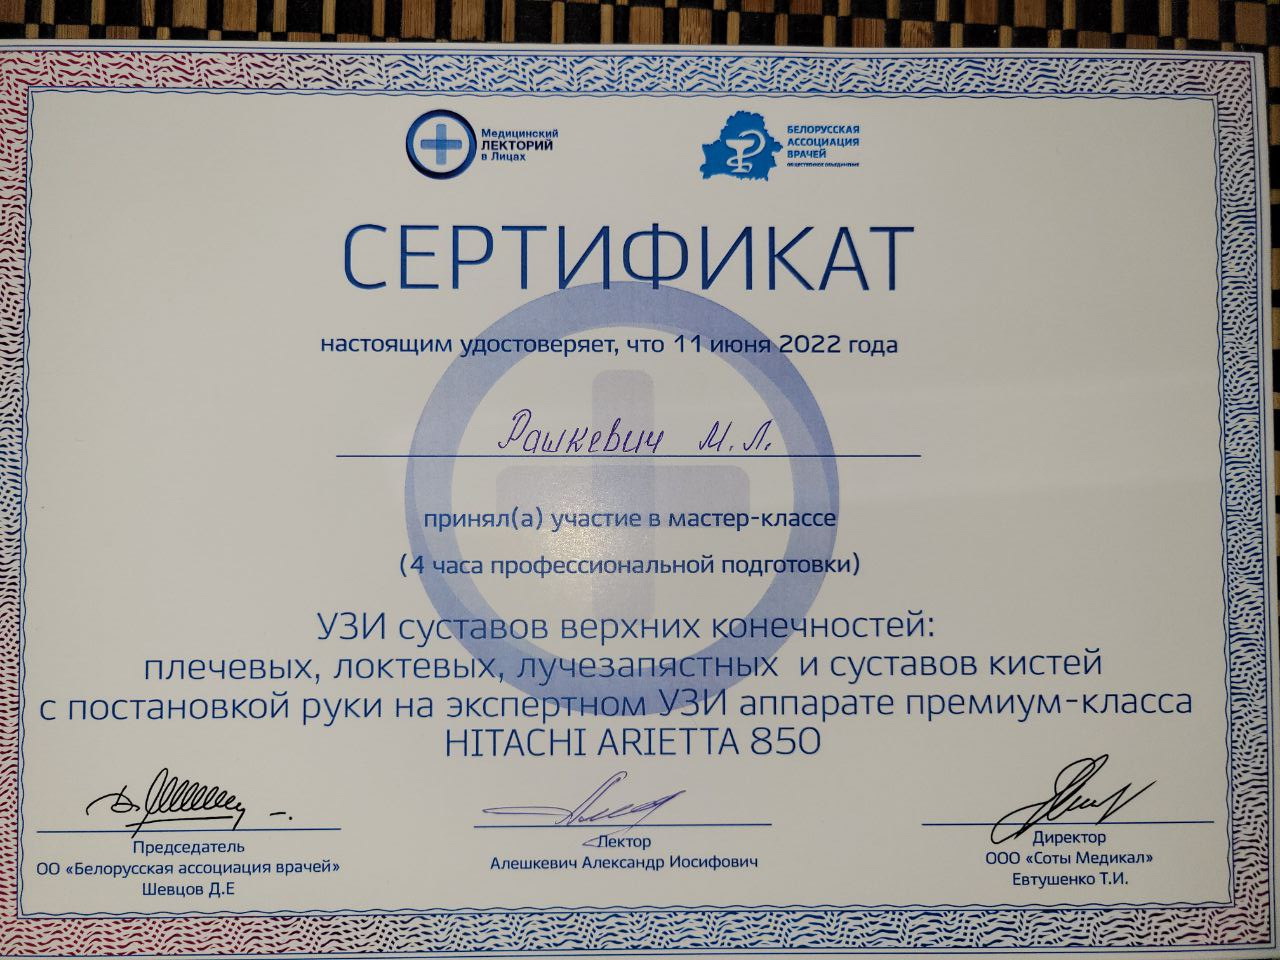 Медицинский
ЛЕКТОРИЙ
в Лицах
БЕЛОРУССКАЯ
АССОЦИАЦИЯ
ВРАЧЕЙ
ОБЩЕСТВЕННОЕ ОБЪЕДИНЕНИЕ
СЕРТИФИКАТ
настоящим удостоверяет, что 11 июня 2022 года
Рашкевич М.Л.
принял(а) участие в мастер-классе
(4 часа профессиональной подготовки)
УЗИ суставов верхних конечностей:
плечевых, локтевых, лучезапястных и суставов кистей
с постановкой руки на экспертном УЗИ аппарате премиум-класса
HITACHI ARIETTA 850
Председатель
ОО «Белорусская ассоциация врачей»
Шевцов Д.Е
Лектор
Алешкевич Александр Иосифович
Директор
ООО «Соты Медикал»
Евтушенко Т.И.